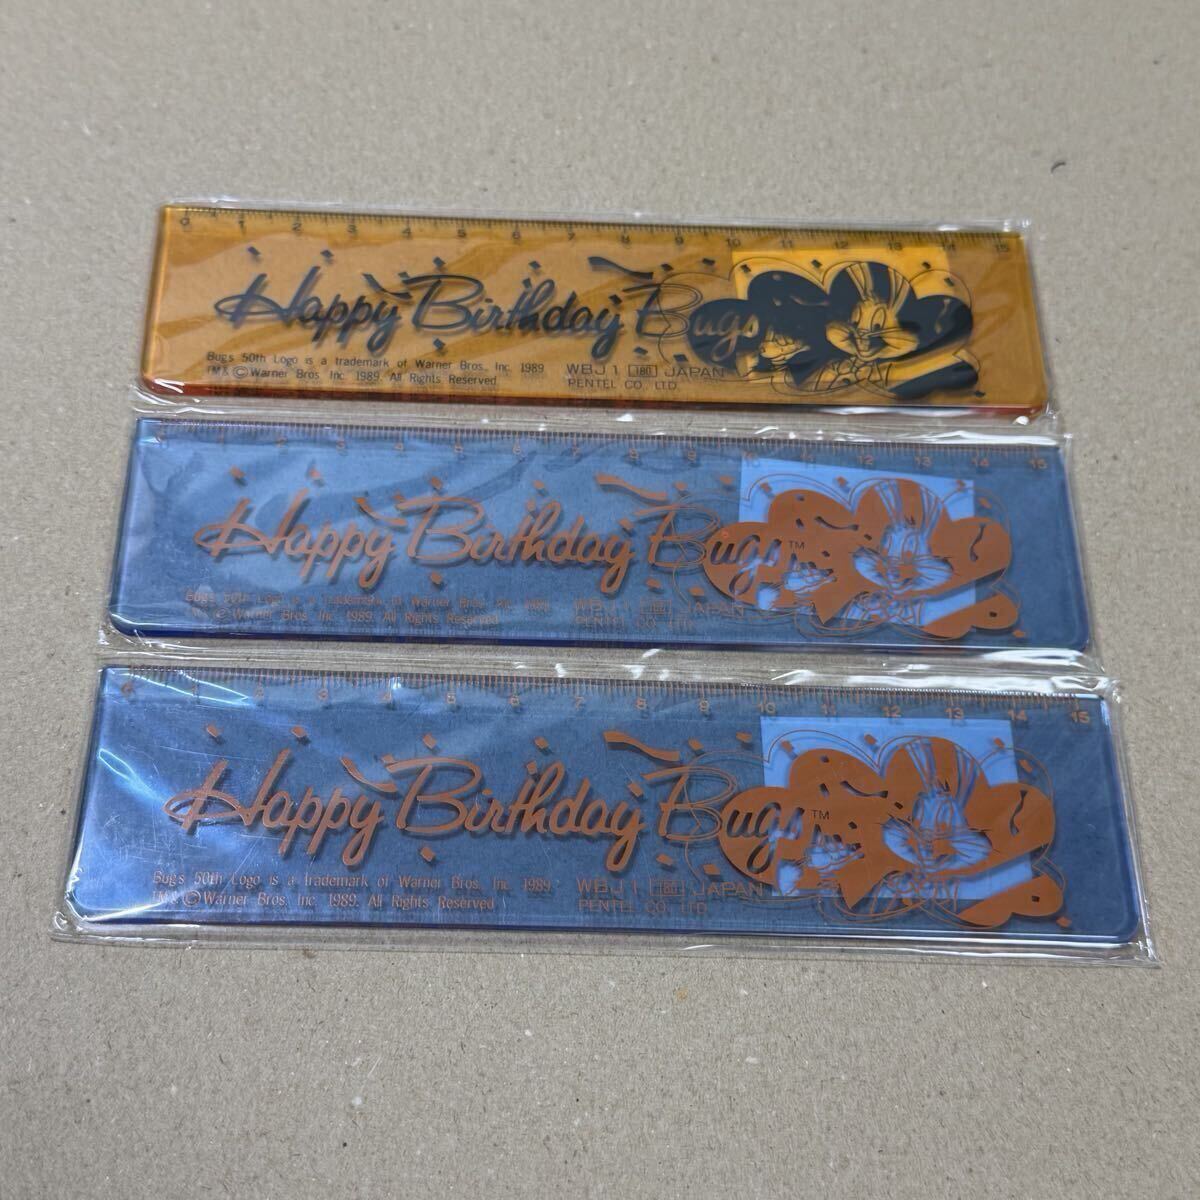 0 1 2 3 4 5 6 7 8 9 10 11 12 13 14 15
Happy Birthday Bugs
Bugs 50th Logo is a trademark of Warner Bros. Inc. 1989
TM& ©Warner Bros. Inc. 1989. All Rights Reserved
WBJ1 180 JAPAN
PENTEL CO., LTD.
1 2 3 4 5 6 7 8 9 10 11 12 13 14 15
Happy Birthday Bugs™
Bugs 50th Logo is a trademark of Warner Bros. Inc. 1989.
©Warner Bros. Inc. 1989. All Rights Reserved
WBJ1 180 JAPAN
PENTEL CO., LTD.
0 1 2 3 4 5 6 7 8 9 10 11 12 13 14 15
Happy Birthday Bugs™
Bugs 50th Logo is a trademark of Warner Bros. Inc. 1989.
TM&©Warner Bros. Inc. 1989. All Rights Reserved
WBJ1 180 JAPAN
PENTEL CO., LTD.